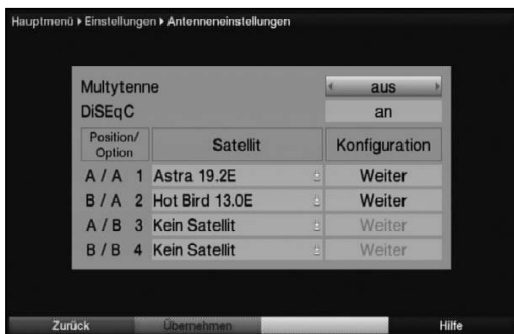 Hauptmenü ▸ Einstellungen ▸ Antenneneinstellungen
Multytenne aus
DiSEqC an
Position/
Option Satellit Konfiguration
A / A 1 Astra 19.2E Weiter
B / A 2 Hot Bird 13.0E Weiter
A / B 3 Kein Satellit Weiter
B / B 4 Kein Satellit Weiter
Zurück Übernehmen Hilfe